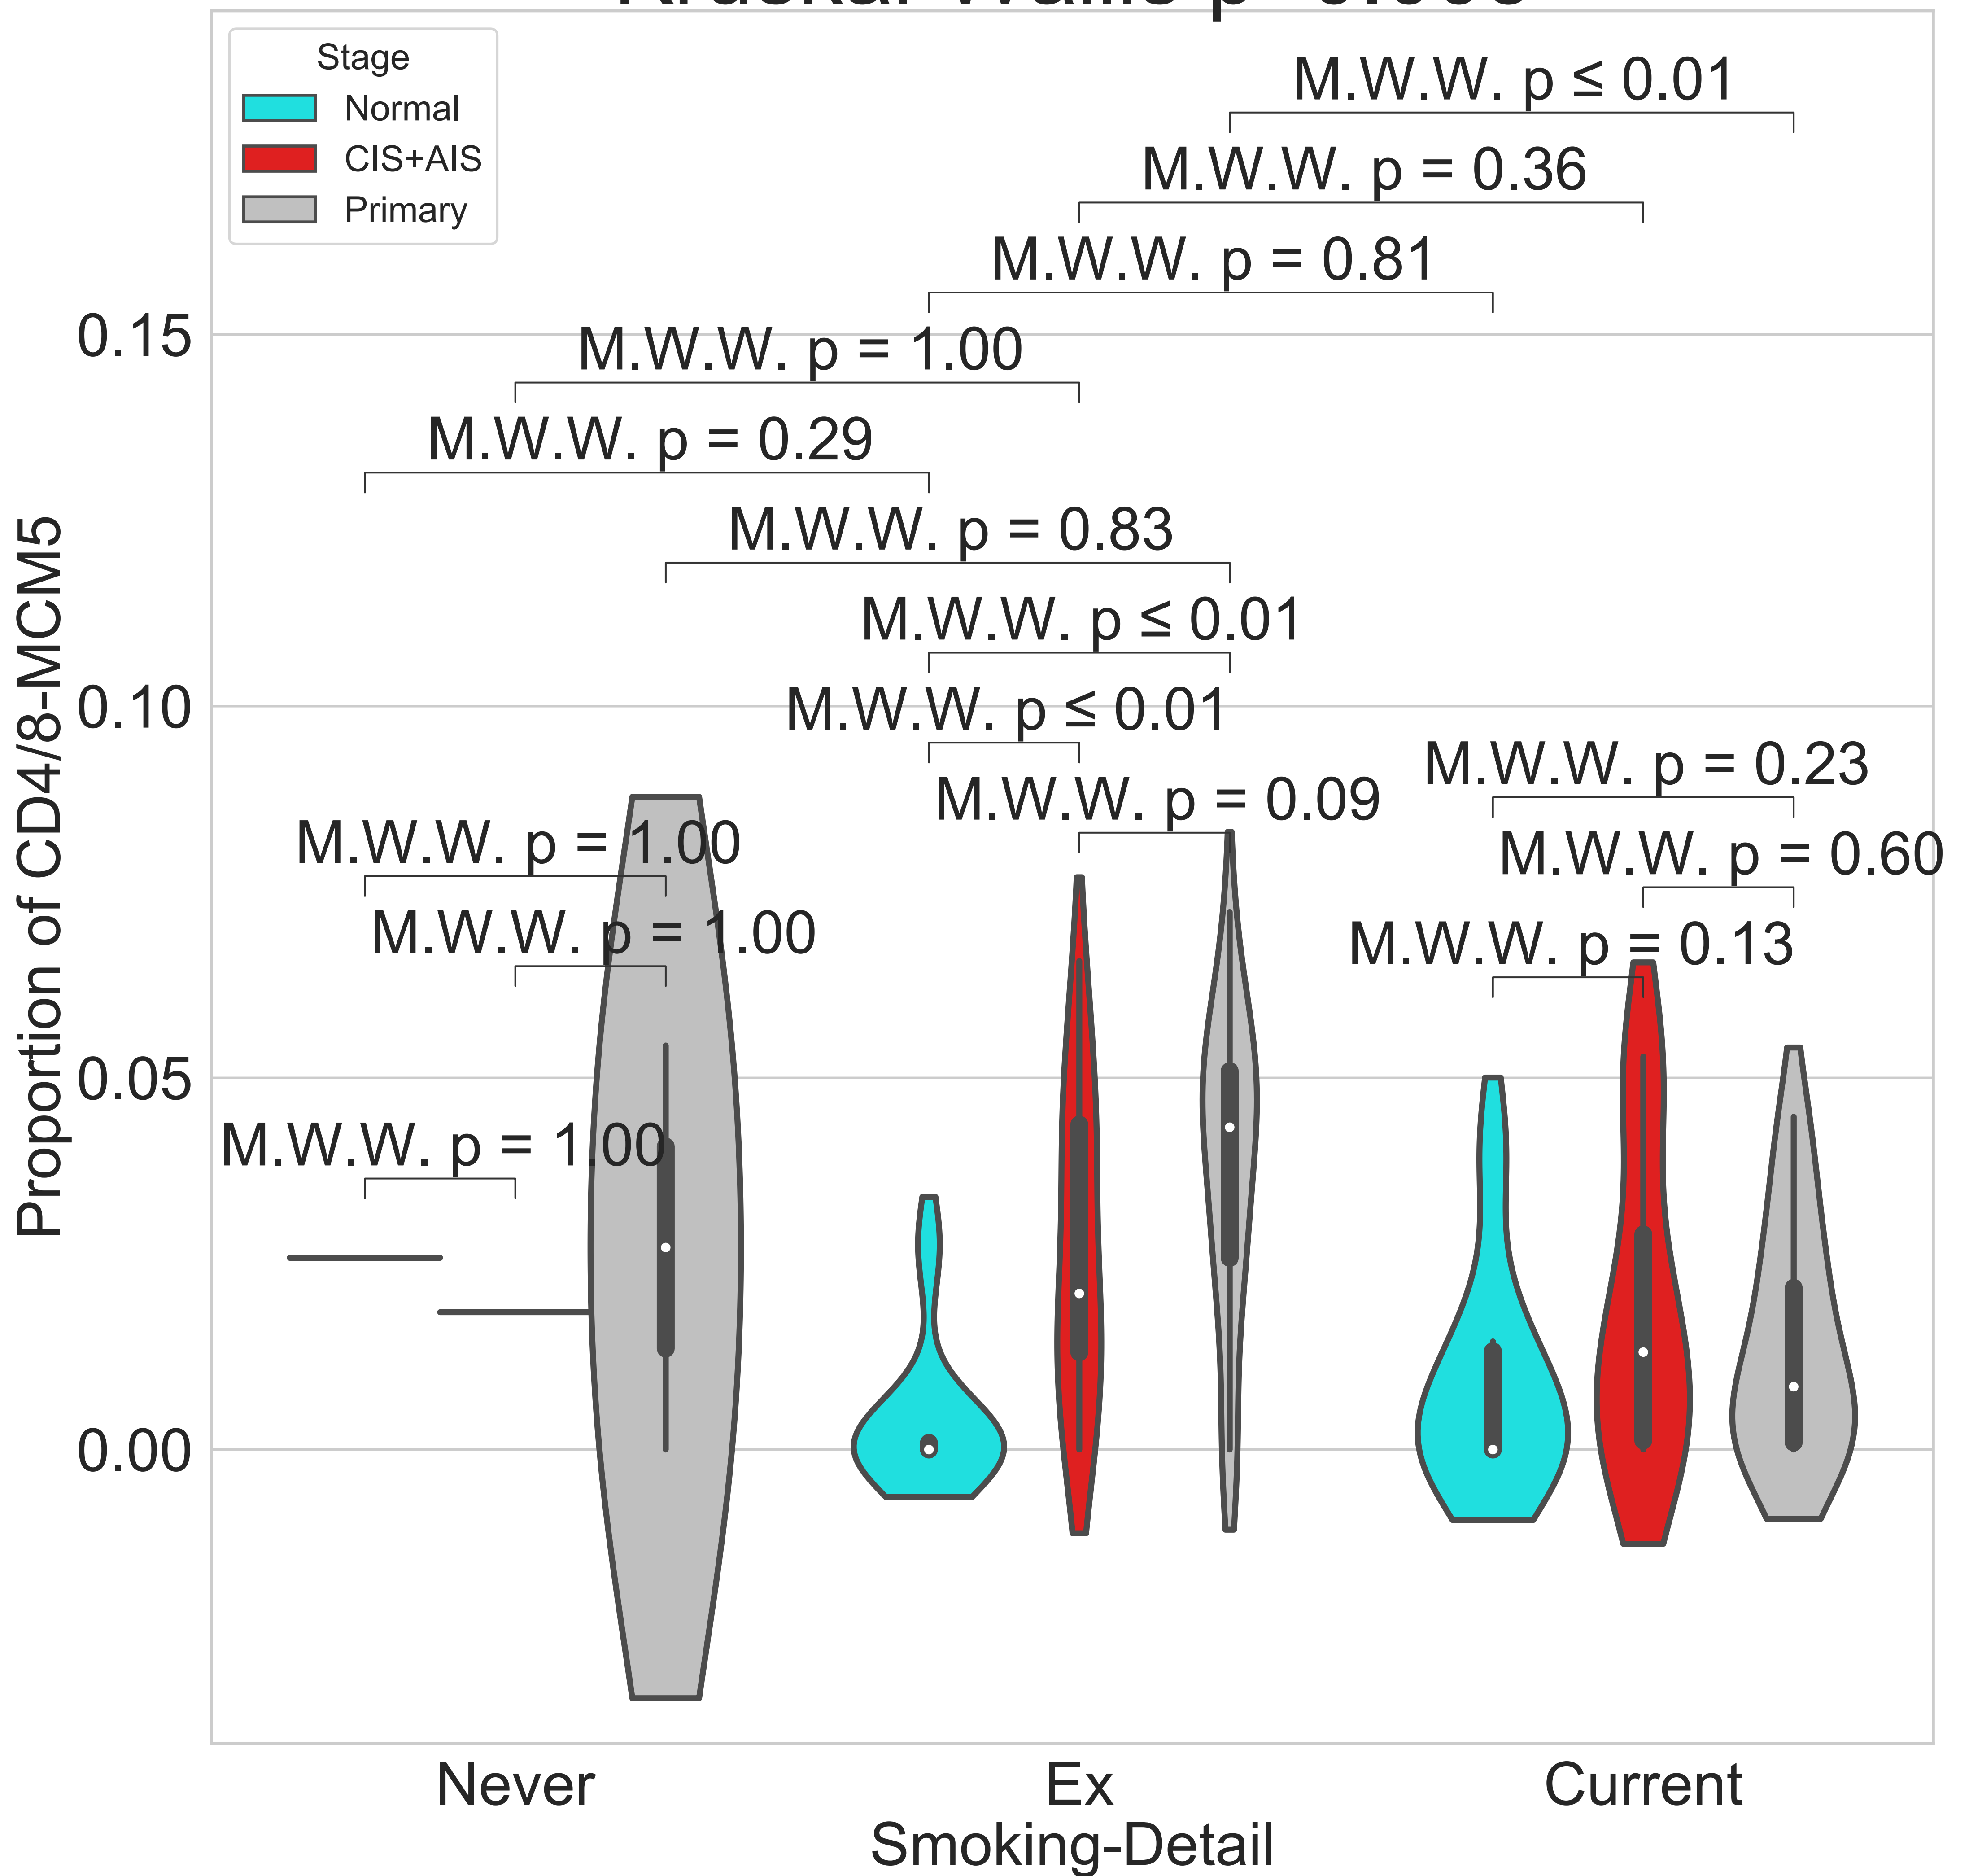 Stage
Normal
CIS+AIS
Primary
M.W.W. p ≤ 0.01
M.W.W. p = 0.36
M.W.W. p = 0.81
0.15
M.W.W. p = 1.00
M.W.W. p = 0.29
M.W.W. p = 0.83
M.W.W. p ≤ 0.01
0.10
M.W.W. p ≤ 0.01
M.W.W. p = 0.23
M.W.W. p = 0.09
M.W.W. p = 1.00
M.W.W. p = 0.60
M.W.W. p = 1.00
M.W.W. p = 0.13
0.05
M.W.W. p = 1.00
0.00
Proportion of CD4/8-MCM5
Never
Ex
Current
Smoking-Detail